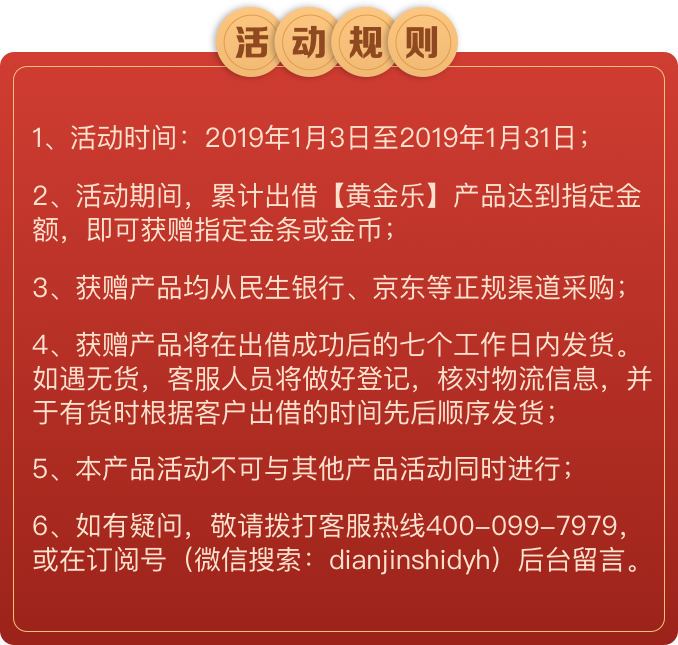 活动规则
1、活动时间：2019年1月3日至2019年1月31日；
2、活动期间，累计出借【黄金乐】产品达到指定金
额，即可获赠指定金条或金币；
3、获赠产品均从民生银行、京东等正规渠道采购；
4、获赠产品将在出借成功后的七个工作日内发货。
如遇无货，客服人员将做好登记，核对物流信息，并
于有货时根据客户出借的时间先后顺序发货；
5、本产品活动不可与其他产品活动同时进行；
6、如有疑问，敬请拨打客服热线400-099-7979，
或在订阅号（微信搜索：dianjinshidyh）后台留言。